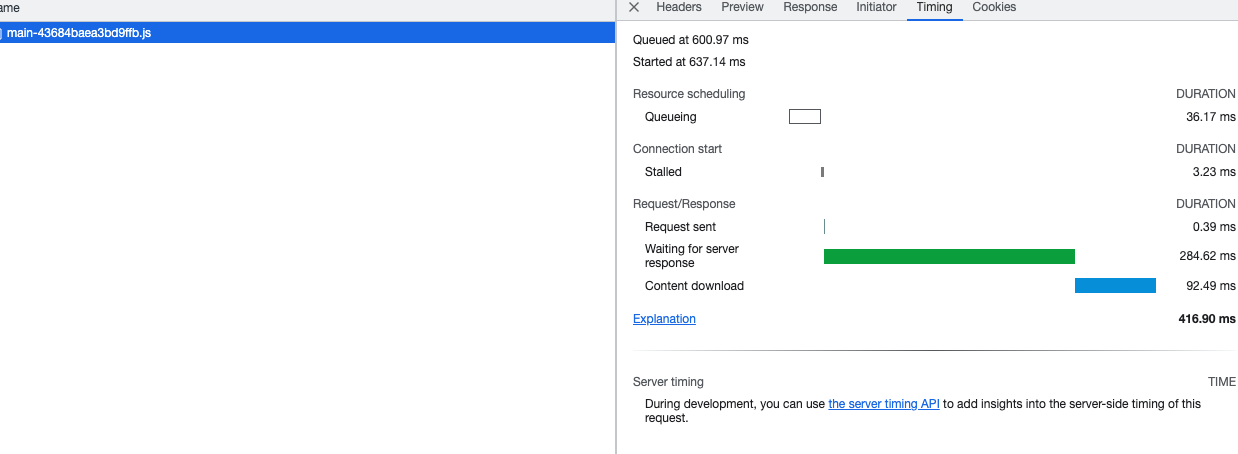 ame
Headers Preview Response Initiator Timing Cookies
main-43684baea3bd9ffb.js
Queued at 600.97 ms
Started at 637.14 ms
Resource scheduling DURATION
Queueing 36.17 ms
Connection start DURATION
Stalled 3.23 ms
Request/Response DURATION
Request sent 0.39 ms
Waiting for server
response 284.62 ms
Content download 92.49 ms
Explanation 416.90 ms
Server timing TIME
During development, you can use the server timing API to add insights into the server-side timing of this
request.